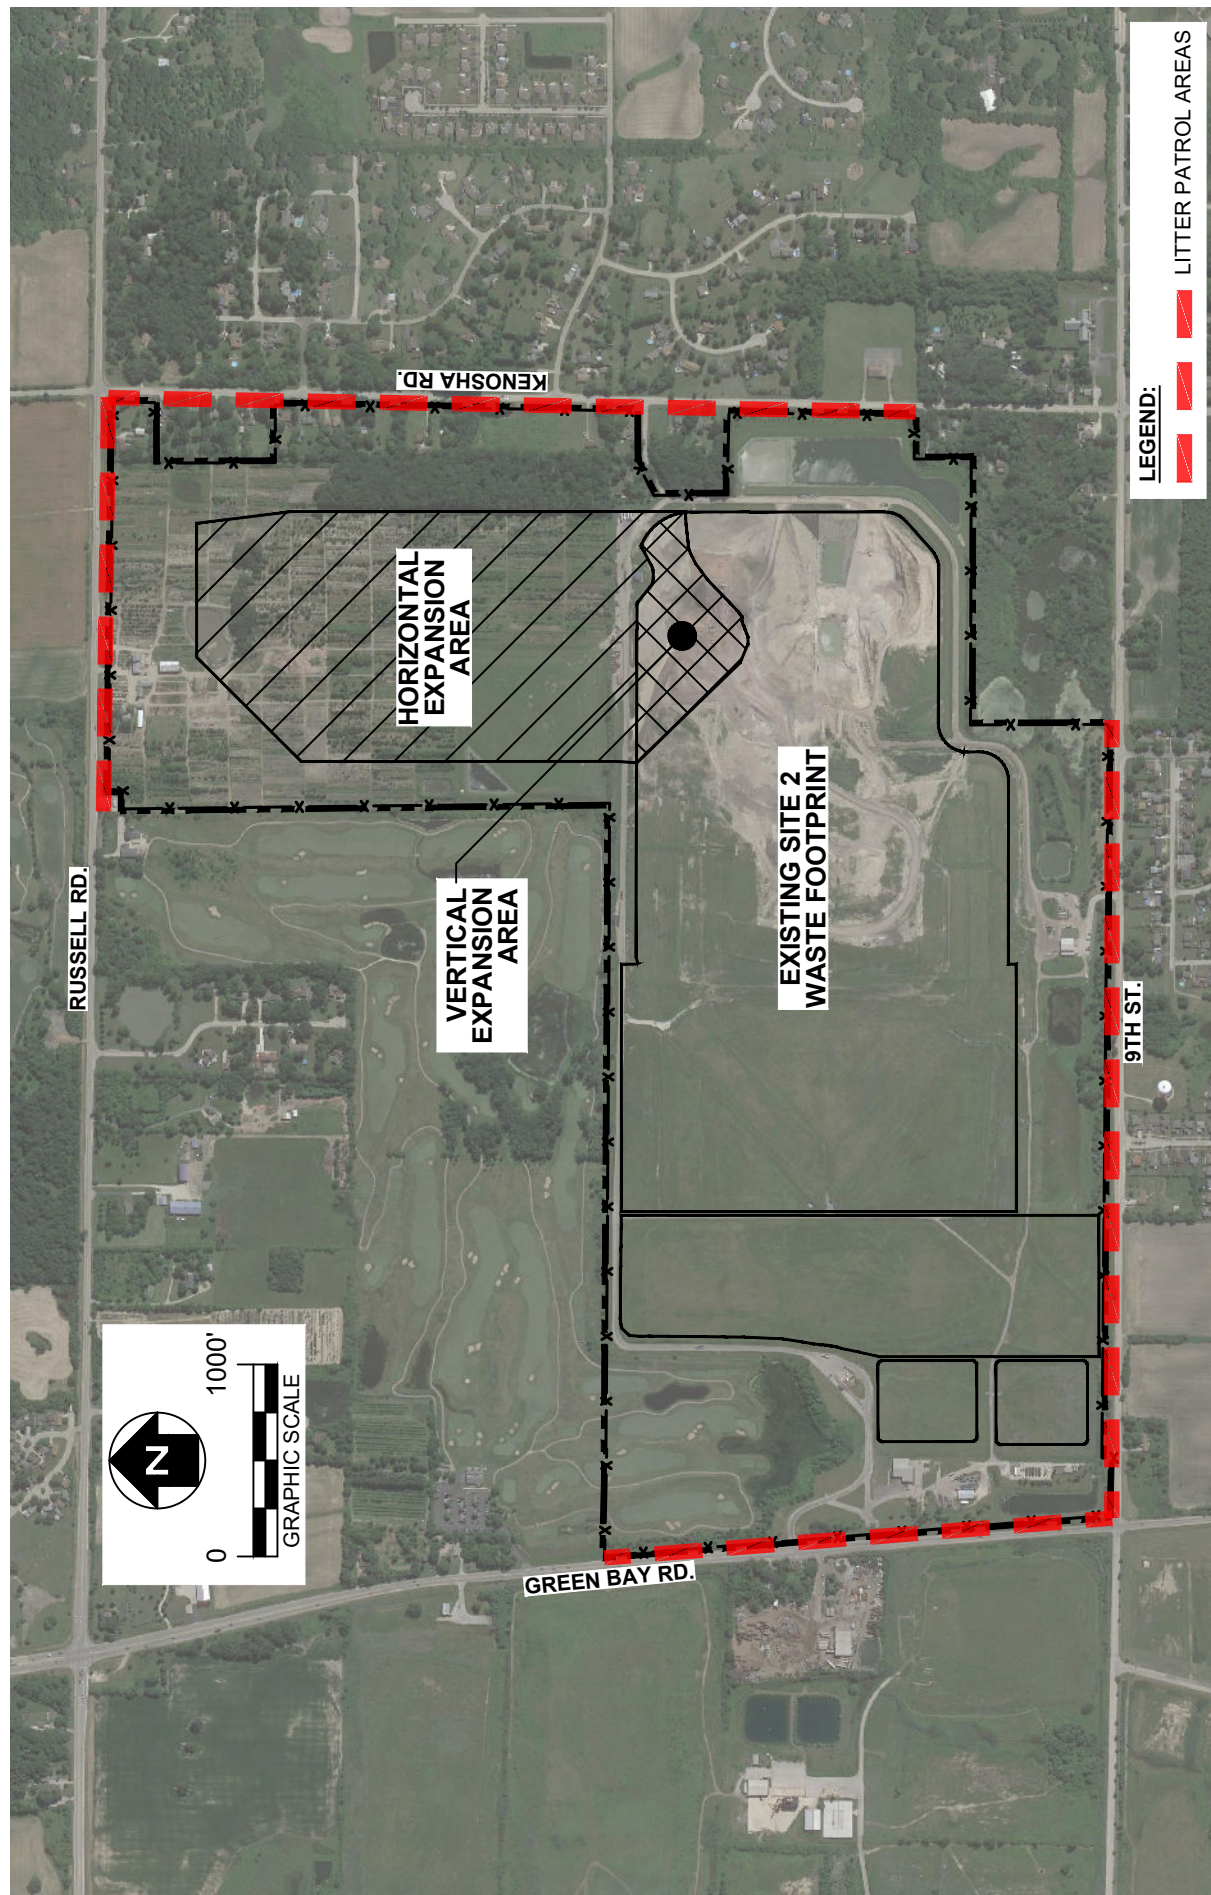 RUSSELL RD.
KENOSHA RD.
HORIZONTAL
EXPANSION
AREA
VERTICAL
EXPANSION
AREA
EXISTING SITE 2
WASTE FOOTPRINT
9TH ST.
GREEN BAY RD.
N
0
1000'
GRAPHIC SCALE
LEGEND:
LITTER PATROL AREAS